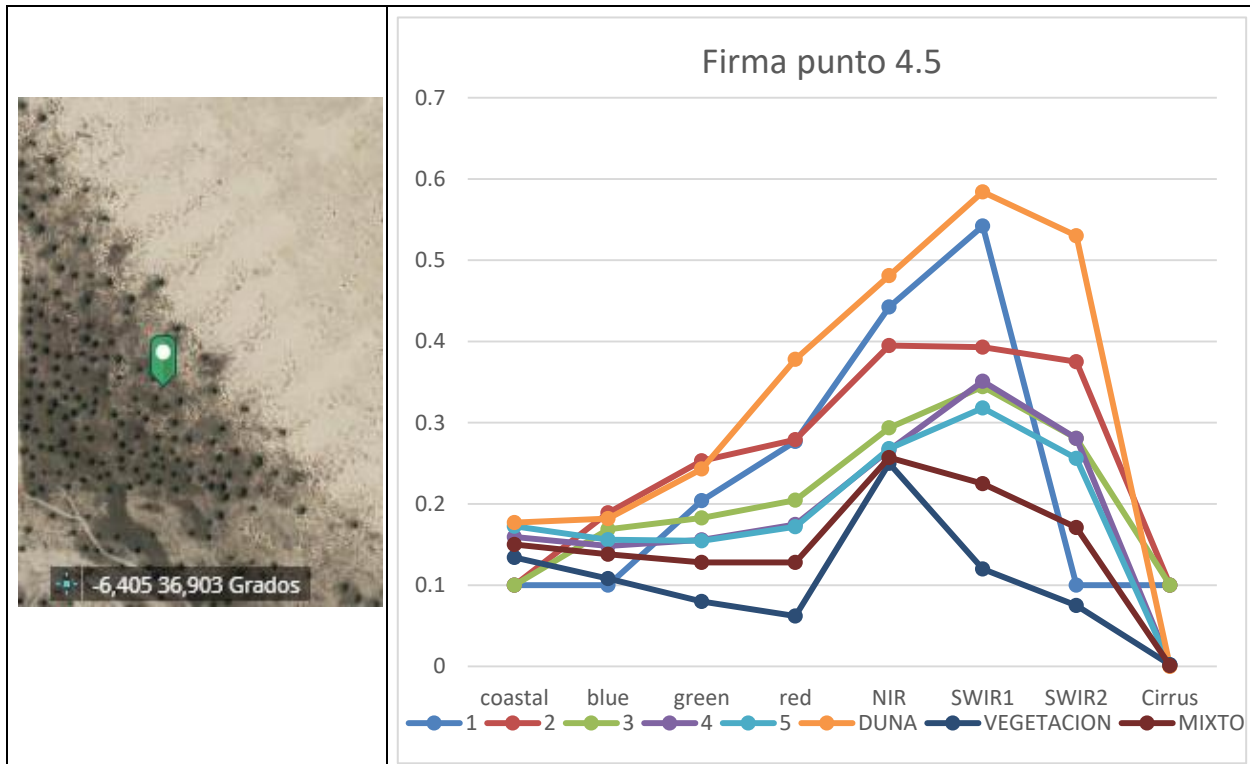 -6,405 36,903 Grados
Firma punto 4.5
0.7
0.6
0.5
0.4
0.3
0.2
0.1
0
coastal blue green red NIR SWIR1 SWIR2 Cirrus
1 2 3 4 5 DUNA VEGETACION MIXTO